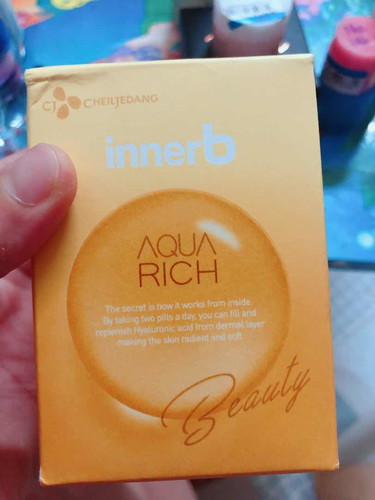 CJ CHEILJEDANG
innerb
AQUA
RICH
The secret is how it works from inside.
By taking two pills a day, you can fill and
replenish Hyaluronic acid from dermal layer
making the skin radiant and soft
Beauty